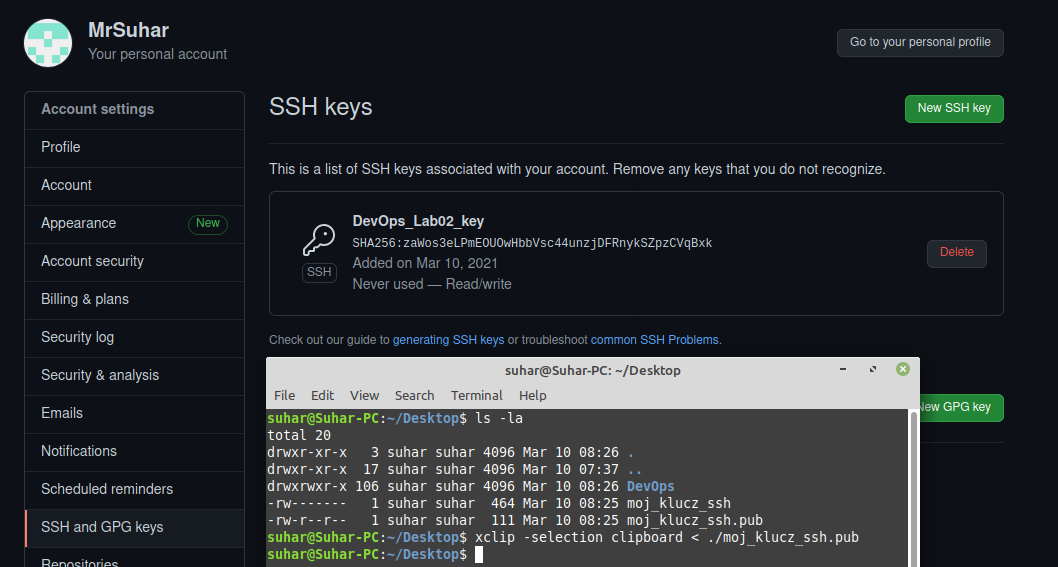 MrSuhar
Your personal account
Go to your personal profile
Account settings
Profile
Account
Appearance New
Account security
Billing & plans
Security log
Security & analysis
Emails
Notifications
Scheduled reminders
SSH and GPG keys
Repositories
SSH keys
New SSH key
This is a list of SSH keys associated with your account. Remove any keys that you do not recognize.
DevOps_Lab02_key
SHA256:zaWos3eLPmEOUOwHbbVsc44unzjDFRnykSZpzCVqBxk
Added on Mar 10, 2021
Never used — Read/write
SSH
Delete
Check out our guide to generating SSH keys or troubleshoot common SSH Problems.
New GPG key
suhar@Suhar-PC: ~/Desktop
File Edit View Search Terminal Help
suhar@Suhar-PC:~/Desktop$ ls -la
total 20
drwxr-xr-x   3 suhar suhar 4096 Mar 10 08:26 .
drwxr-xr-x  17 suhar suhar 4096 Mar 10 07:37 ..
drwxrwxr-x 106 suhar suhar 4096 Mar 10 08:26 DevOps
-rw-------   1 suhar suhar  464 Mar 10 08:25 moj_klucz_ssh
-rw-r--r--   1 suhar suhar  111 Mar 10 08:25 moj_klucz_ssh.pub
suhar@Suhar-PC:~/Desktop$ xclip -selection clipboard < ./moj_klucz_ssh.pub
suhar@Suhar-PC:~/Desktop$